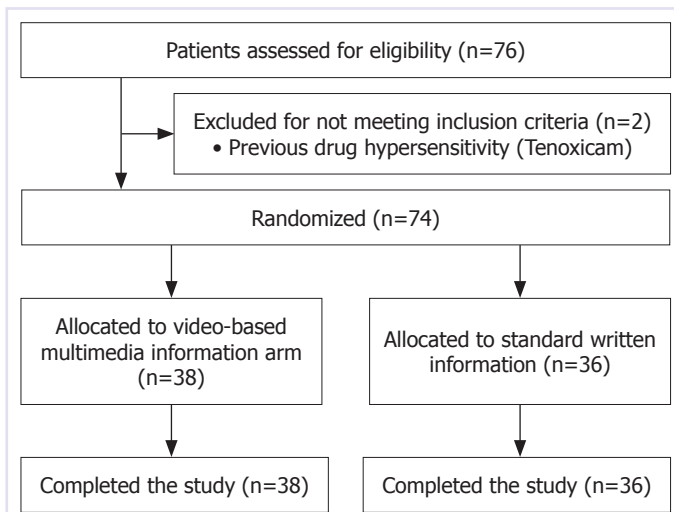 Patients assessed for eligibility (n=76)
Excluded for not meeting inclusion criteria (n=2)
• Previous drug hypersensitivity (Tenoxicam)
Randomized (n=74)
Allocated to video-based
multimedia information arm
(n=38)
Allocated to standard written
information (n=36)
Completed the study (n=38)
Completed the study (n=36)